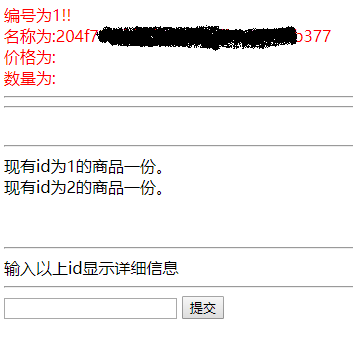 编号为1!!
名称为:204f7
b377
价格为:
数量为:
现有id为1的商品一份。
现有id为2的商品一份。
输入以上id显示详细信息
提交